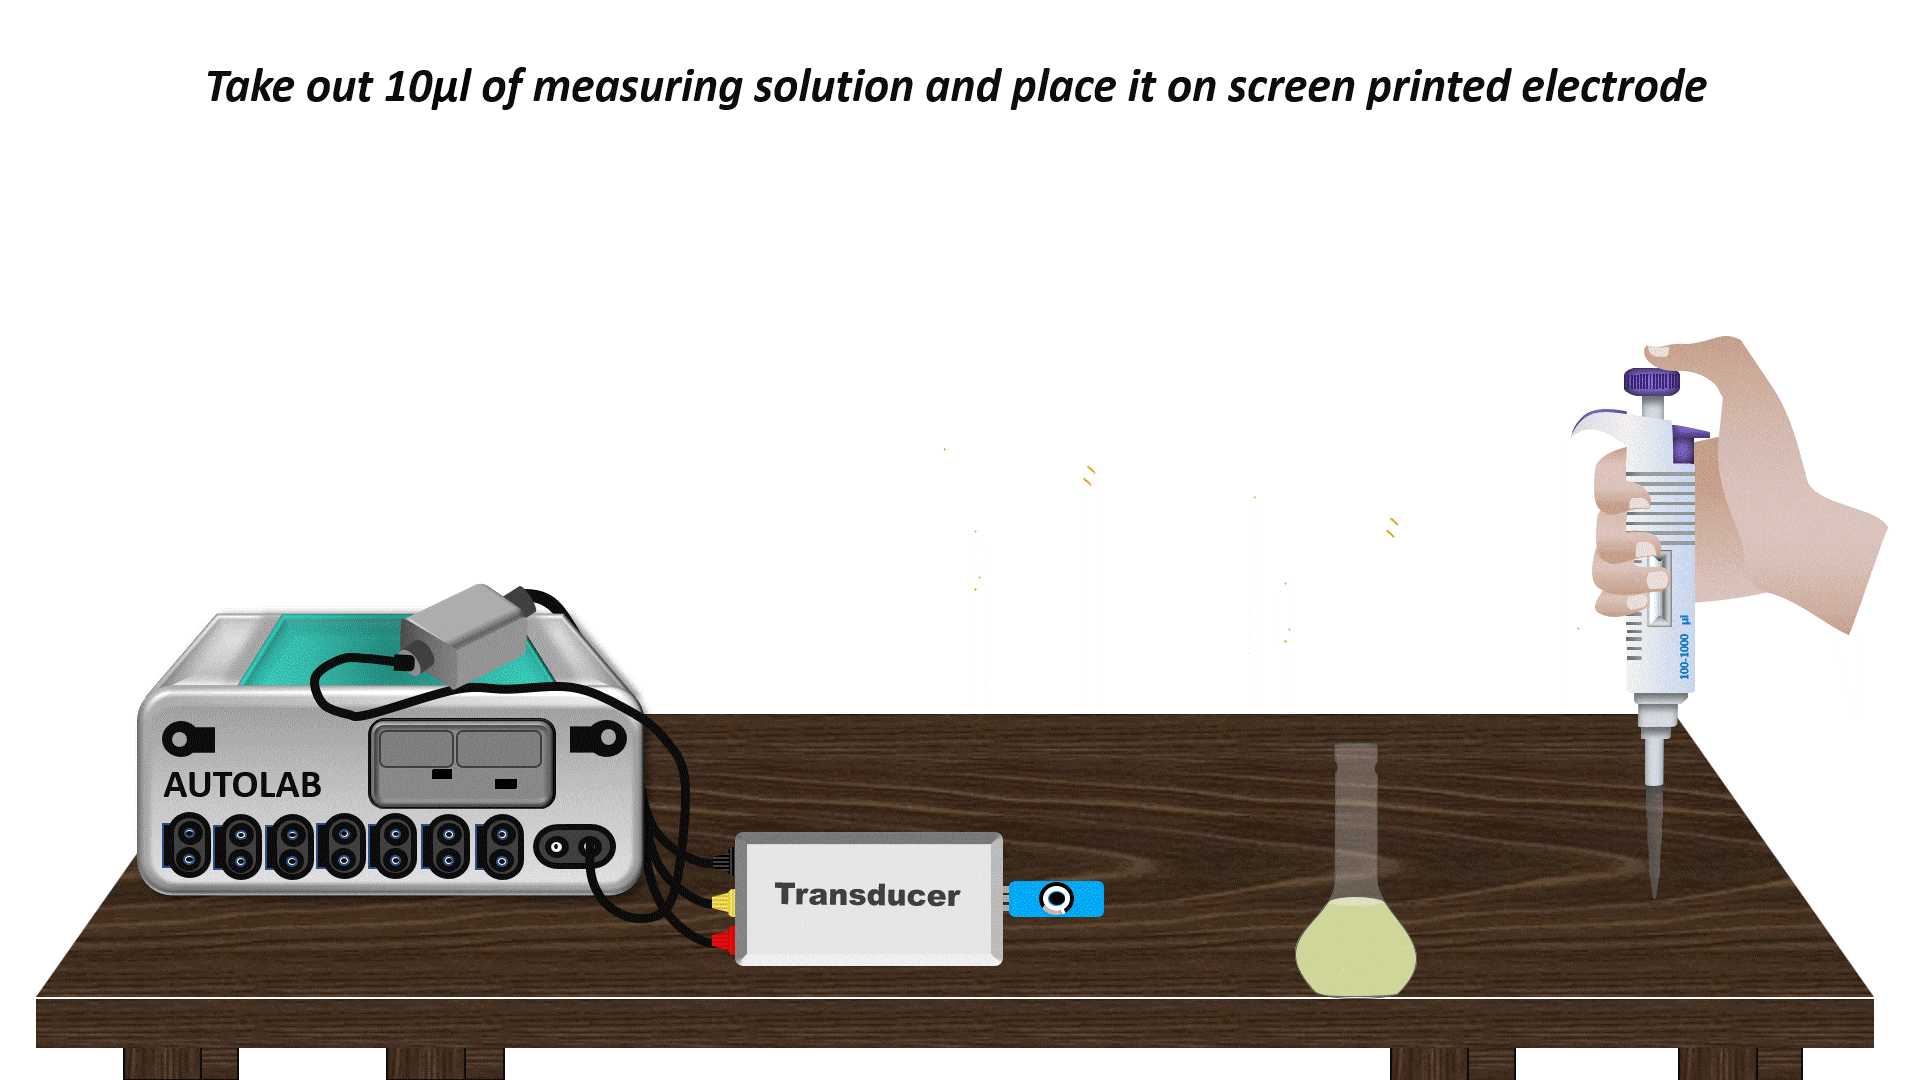 Take out 10µl of measuring solution and place it on screen printed electrode
100-1000 µl
AUTOLAB
Transducer